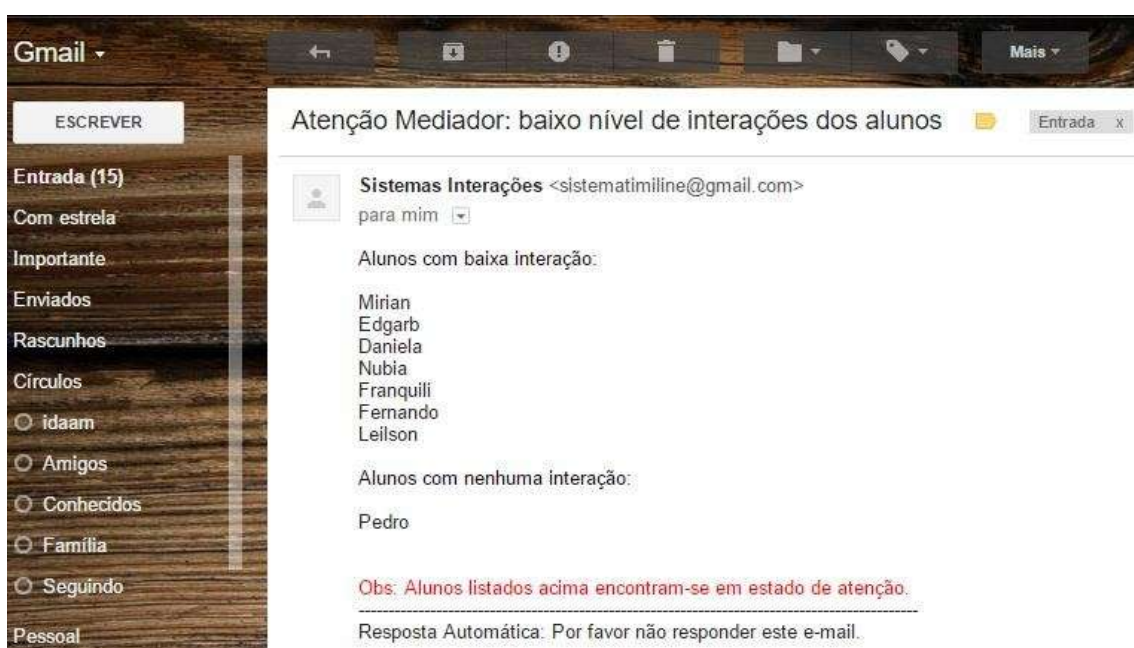 Gmail
Mais
ESCREVER
Atenção Mediador: baixo nível de interações dos alunos
Entrada x
Entrada (15)
Com estrela
Importante
Enviados
Rascunhos
Círculos
idaam
Amigos
Conhecidos
Família
Seguindo
Pessoal
Sistemas Interações <sistematimiline@gmail.com>
para mim
Alunos com baixa interação:
Mirian
Edgarb
Daniela
Nubia
Franquili
Fernando
Leilson
Alunos com nenhuma interação:
Pedro
Obs: Alunos listados acima encontram-se em estado de atenção.
Resposta Automática: Por favor não responder este e-mail.